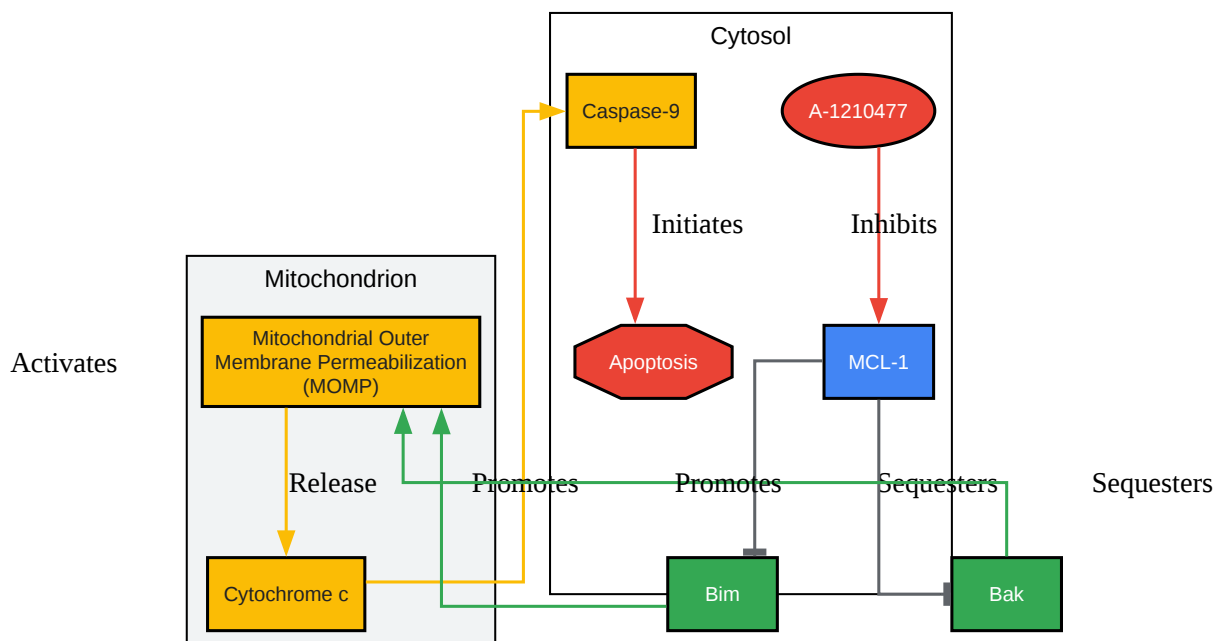 Cytosol
Caspase-9
A-1210477
Initiates
Inhibits
Mitochondrion
Mitochondrial Outer
Membrane Permeabilization
(MOMP)
Activates
Apoptosis
MCL-1
Release
Promotes
Promotes
Sequesters
Sequesters
Cytochrome c
Bim
Bak